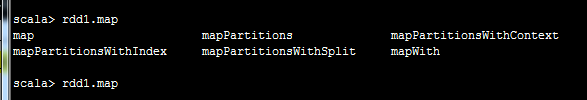 scala> rdd1.map
map mapPartitions mapPartitionsWithContext
mapPartitionsWithIndex mapPartitionsWithSplit mapWith
scala> rdd1.map